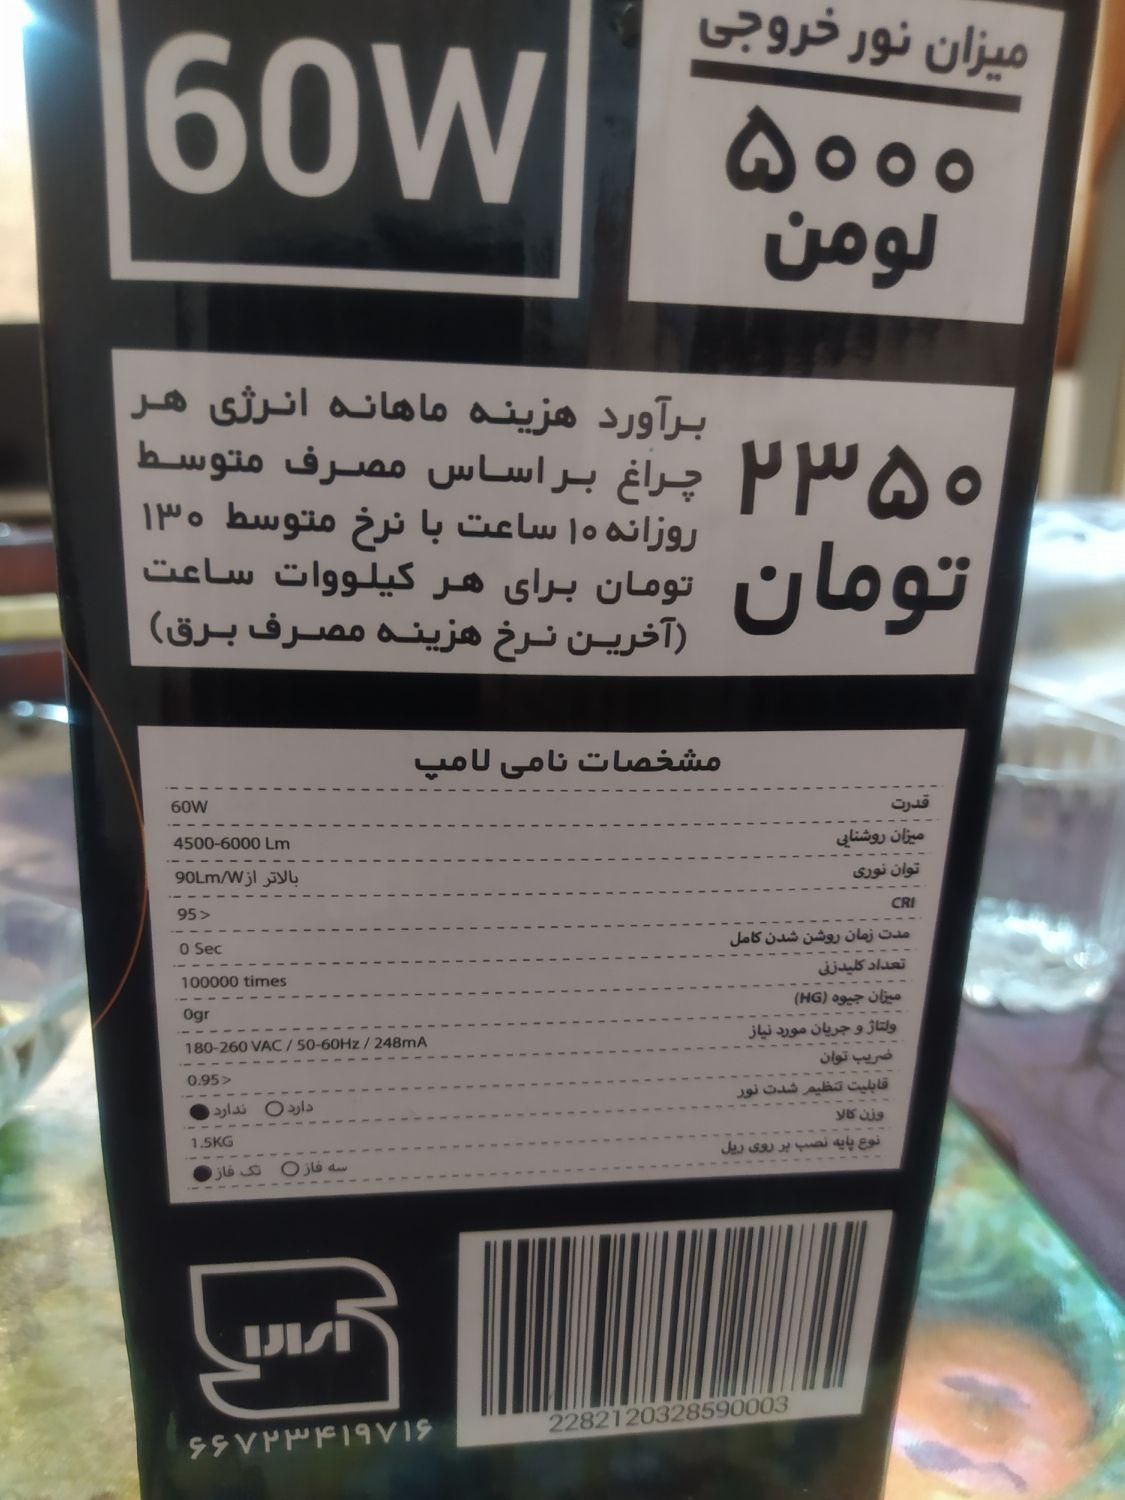 60W
میزان نور خروجی
۵۰۰۰
لومن
۲۳۵۰
تومان
برآورد هزینه ماهانه انرژی هر
چراغ بر اساس مصرف متوسط
روزانه ۱۰ ساعت با نرخ متوسط ۱۳۰
تومان برای هر کیلووات ساعت
(آخرین نرخ هزینه مصرف برق)
مشخصات نامی لامپ
قدرت 60W
میزان روشنایی 4500-6000 Lm
توان نوری بالاتر از 90Lm/W
CRI 95 >
مدت زمان روشن شدن کامل 0 Sec
تعداد کلیدزنی 100000 times
میزان جیوه (HG) 0gr
ولتاژ و جریان مورد نیاز 180-260 VAC / 50-60Hz / 248mA
ضریب توان 0.95 >
قابلیت تنظیم شدت نور دارد ○ ندارد ●
وزن کالا 1.5KG
نوع پایه نصب بر روی ریل سه فاز ○ تک فاز ●
2282120328590003
۶۶۷۲۳۴۱۹۷۱۶